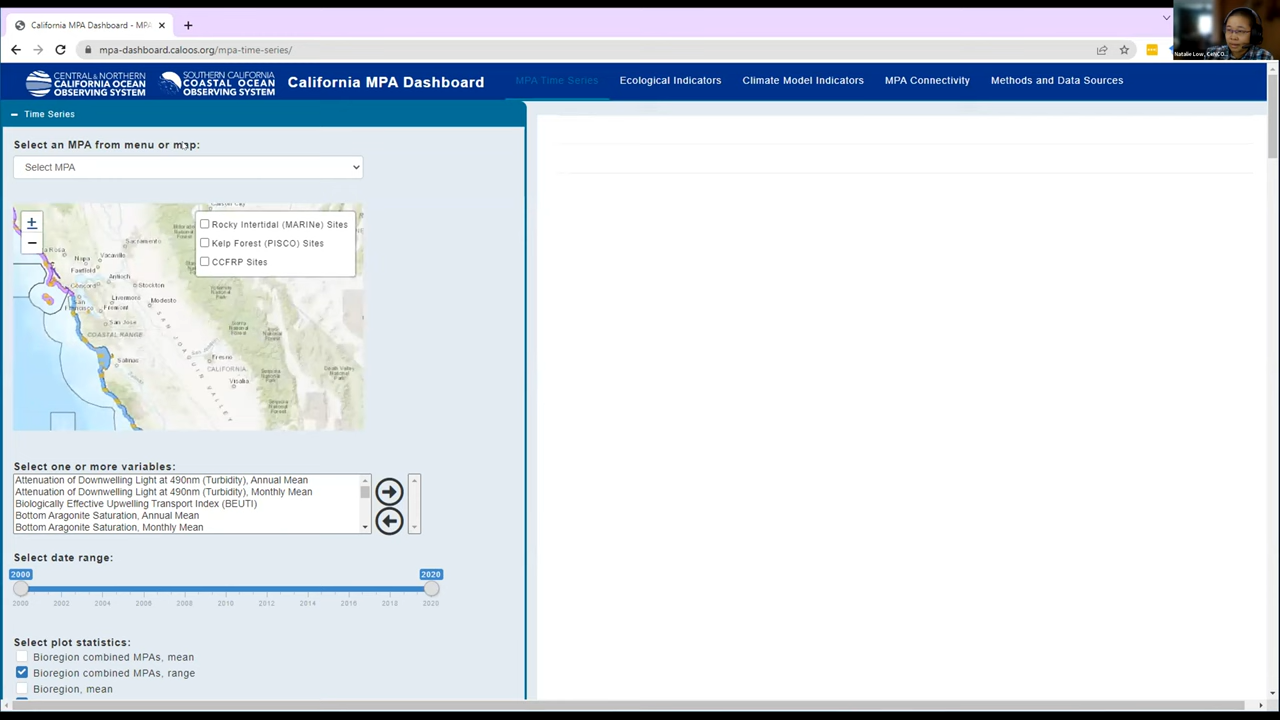 California MPA Dashboard - MPA
mpa-dashboard.caloos.org/mpa-time-series/
Natalie Low, CeNCO...
CENTRAL & NORTHERN
CALIFORNIA OCEAN
OBSERVING SYSTEM
SOUTHERN CALIFORNIA
COASTAL OCEAN
OBSERVING SYSTEM
California MPA Dashboard
MPA Time Series
Ecological Indicators
Climate Model Indicators
MPA Connectivity
Methods and Data Sources
Time Series
Select an MPA from menu or map:
Select MPA
+
−
Rocky Intertidal (MARINe) Sites
Kelp Forest (PISCO) Sites
CCFRP Sites
Sacramento
Napa
Vacaville
Fairfield
Antioch
Concord
Stockton
Livermore
Modesto
Fremont
San Jose
COASTAL RANGE
Salinas
Fresno
CALIFORNIA
Visalia
Select one or more variables:
Attenuation of Downwelling Light at 490nm (Turbidity), Annual Mean
Attenuation of Downwelling Light at 490nm (Turbidity), Monthly Mean
Biologically Effective Upwelling Transport Index (BEUTI)
Bottom Aragonite Saturation, Annual Mean
Bottom Aragonite Saturation, Monthly Mean
Select date range:
2000 2020
2000 2002 2004 2006 2008 2010 2012 2014 2016 2018 2020
Select plot statistics:
Bioregion combined MPAs, mean
Bioregion combined MPAs, range
Bioregion, mean